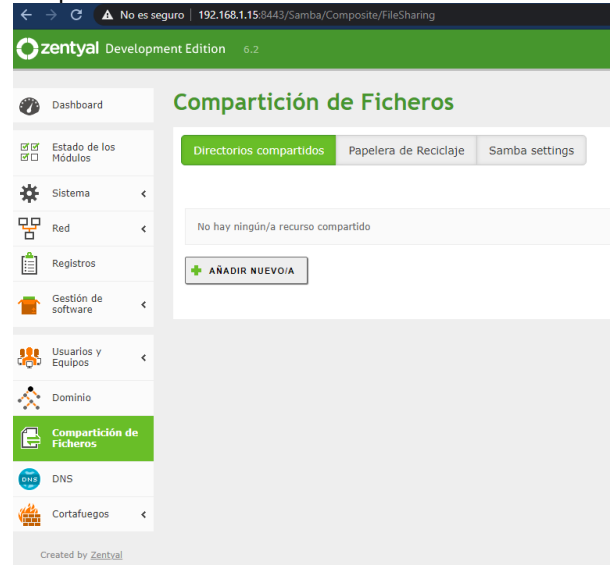 No es seguro | 192.168.1.15:8443/Samba/Composite/FileSharing
zentyal Development Edition 6.2
Dashboard
Estado de los
Módulos
Sistema
Red
Registros
Gestión de
software
Usuarios y
Equipos
Dominio
Compartición de
Ficheros
DNS
DNS
Cortafuegos
Created by Zentyal
Compartición de Ficheros
Directorios compartidos Papelera de Reciclaje Samba settings
No hay ningún/a recurso compartido
AÑADIR NUEVO/A